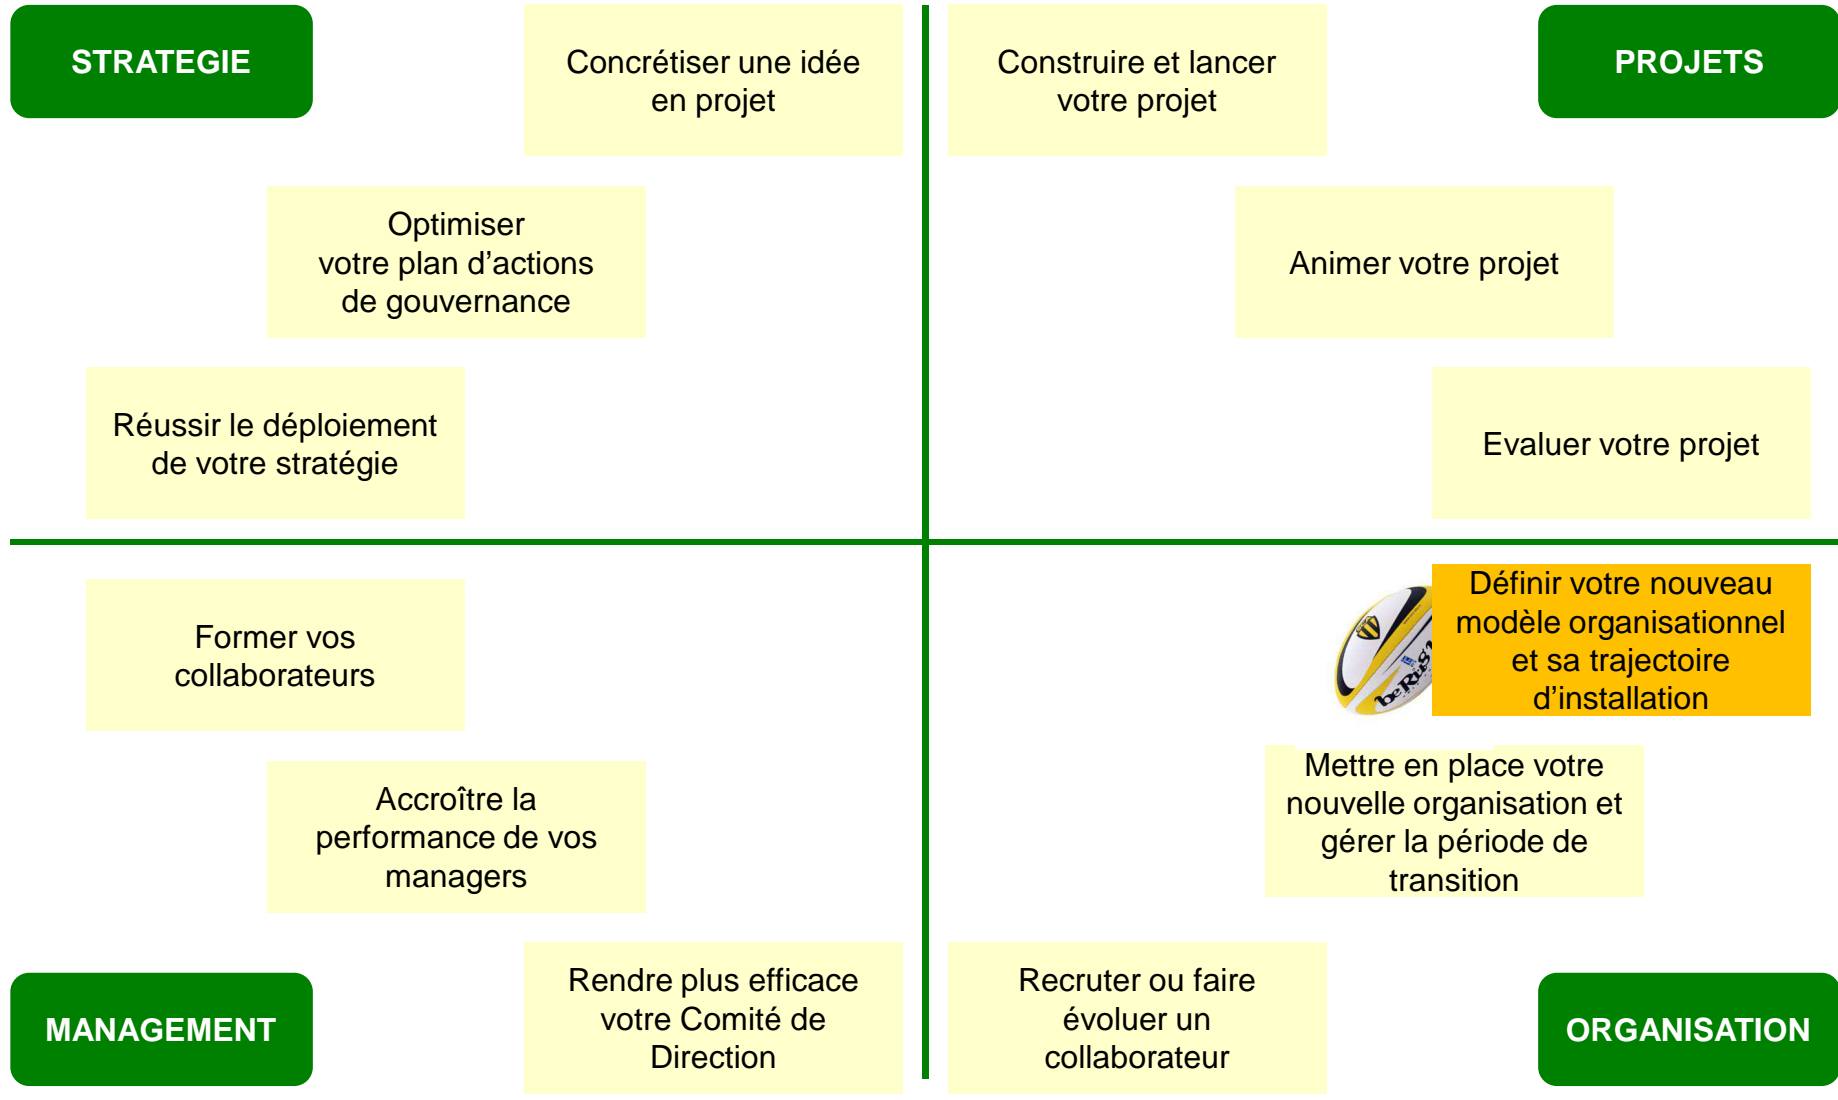 STRATEGIE
Concrétiser une idée
en projet
Optimiser
votre plan d’actions
de gouvernance
Réussir le déploiement
de votre stratégie
Construire et lancer
votre projet
PROJETS
Animer votre projet
Evaluer votre projet
Former vos
collaborateurs
Accroître la
performance de vos
managers
Rendre plus efficace
votre Comité de
Direction
MANAGEMENT
Définir votre nouveau
modèle organisationnel
et sa trajectoire
d’installation
Mettre en place votre
nouvelle organisation et
gérer la période de
transition
Recruter ou faire
évoluer un
collaborateur
ORGANISATION